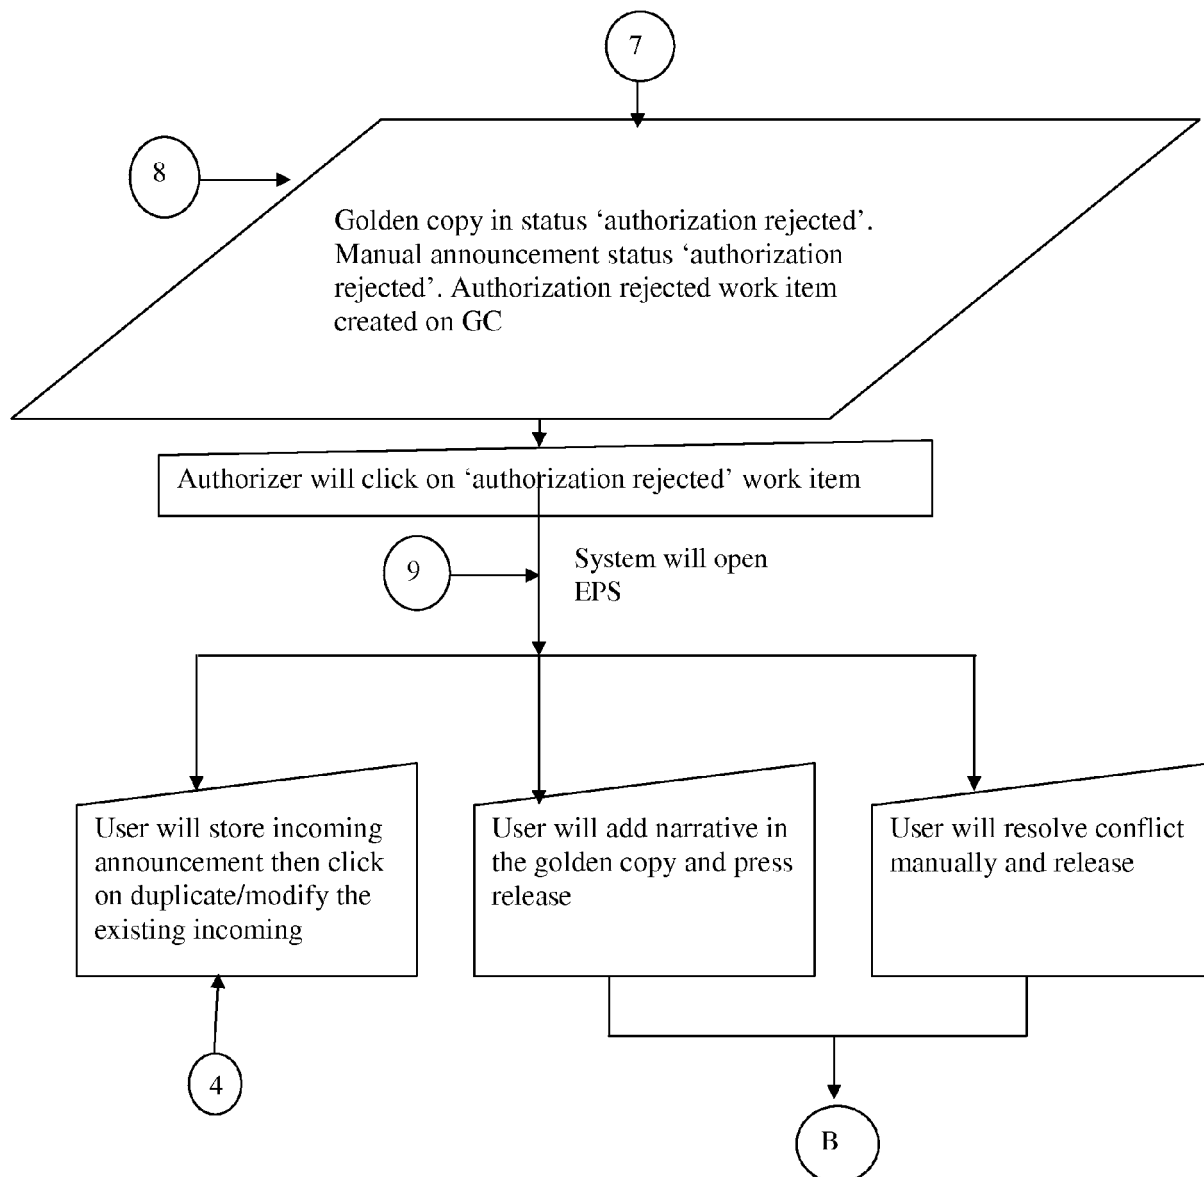 7
8
Golden copy in status ‘authorization rejected’.
Manual announcement status ‘authorization
rejected’. Authorization rejected work item
created on GC
Authorizer will click on ‘authorization rejected’ work item
9
System will open
EPS
User will store incoming
announcement then click
on duplicate/modify the
existing incoming
User will add narrative in
the golden copy and press
release
User will resolve conflict
manually and release
4
B